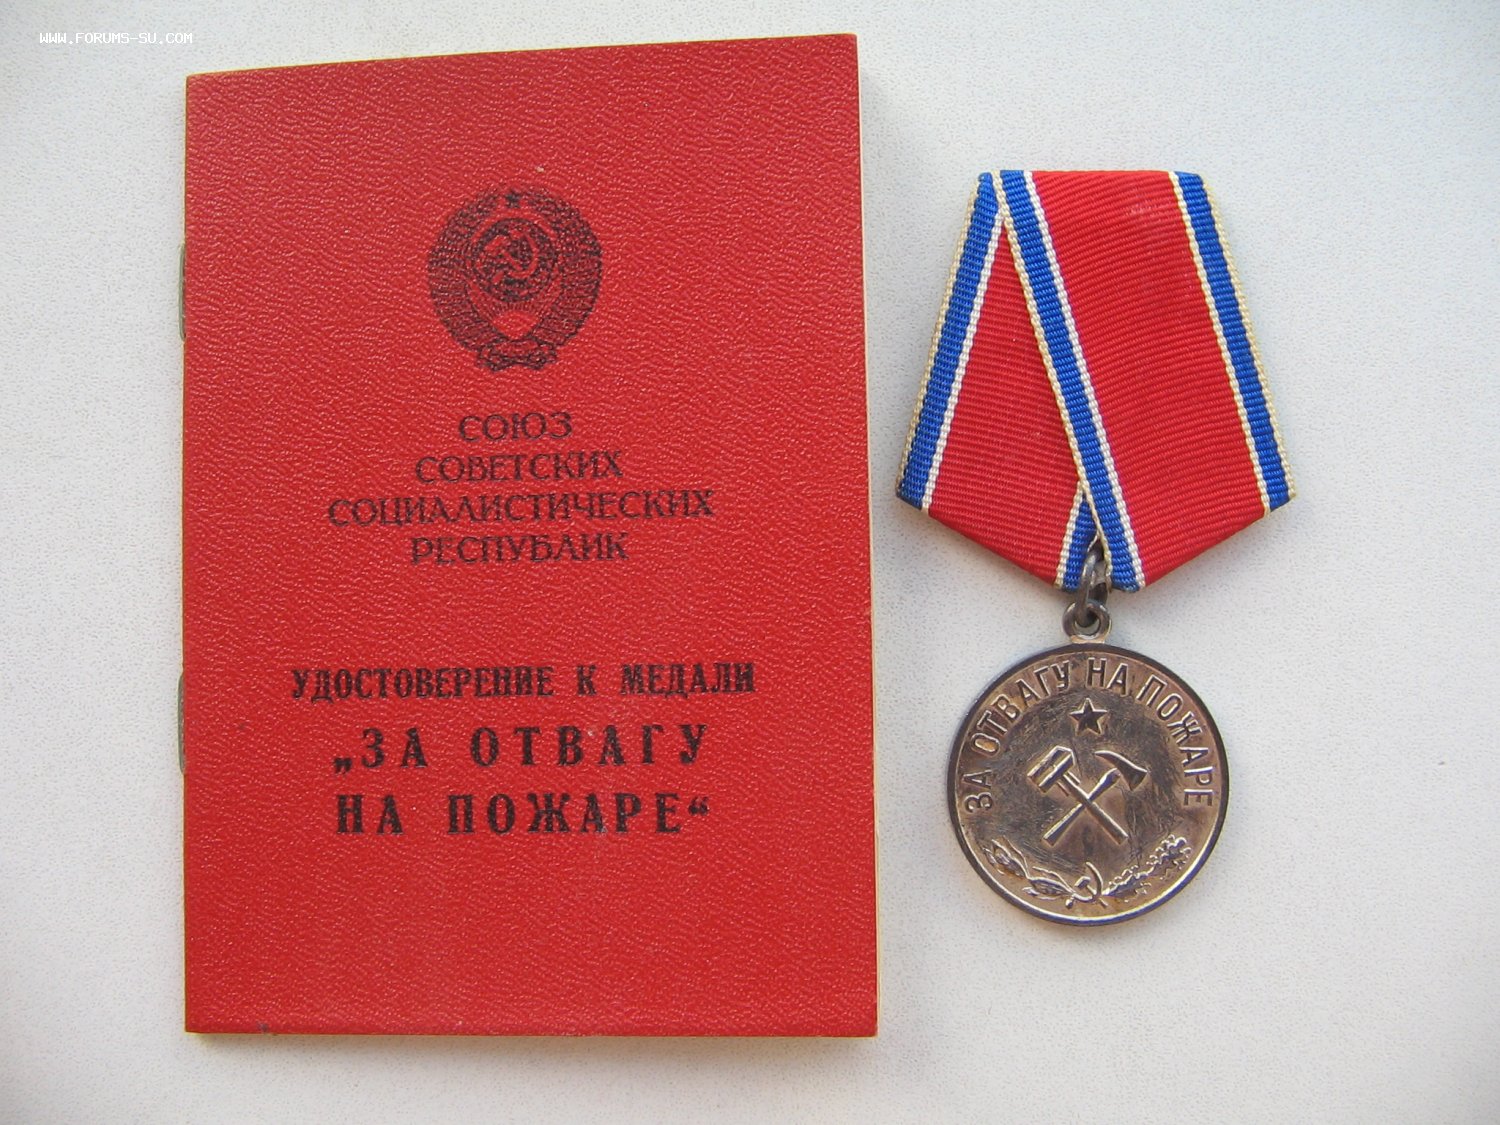 WWW.FORUMS-SU.COM
СОЮЗ
СОВЕТСКИХ
СОЦИАЛИСТИЧЕСКИХ
РЕСПУБЛИК
УДОСТОВЕРЕНИЕ К МЕДАЛИ
„ЗА ОТВАГУ
НА ПОЖАРЕ“
ЗА ОТВАГУ НА ПОЖАРЕ